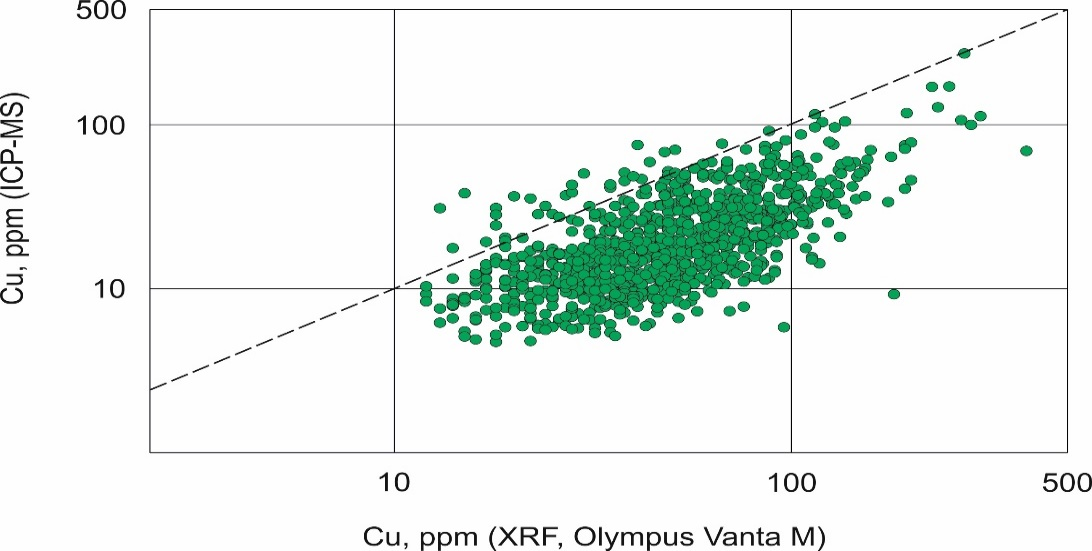 500
100
10
Cu, ppm (ICP-MS)
10 100 500
Cu, ppm (XRF, Olympus Vanta M)